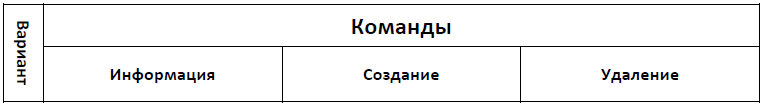 Вариант
Команды
Информация
Создание
Удаление